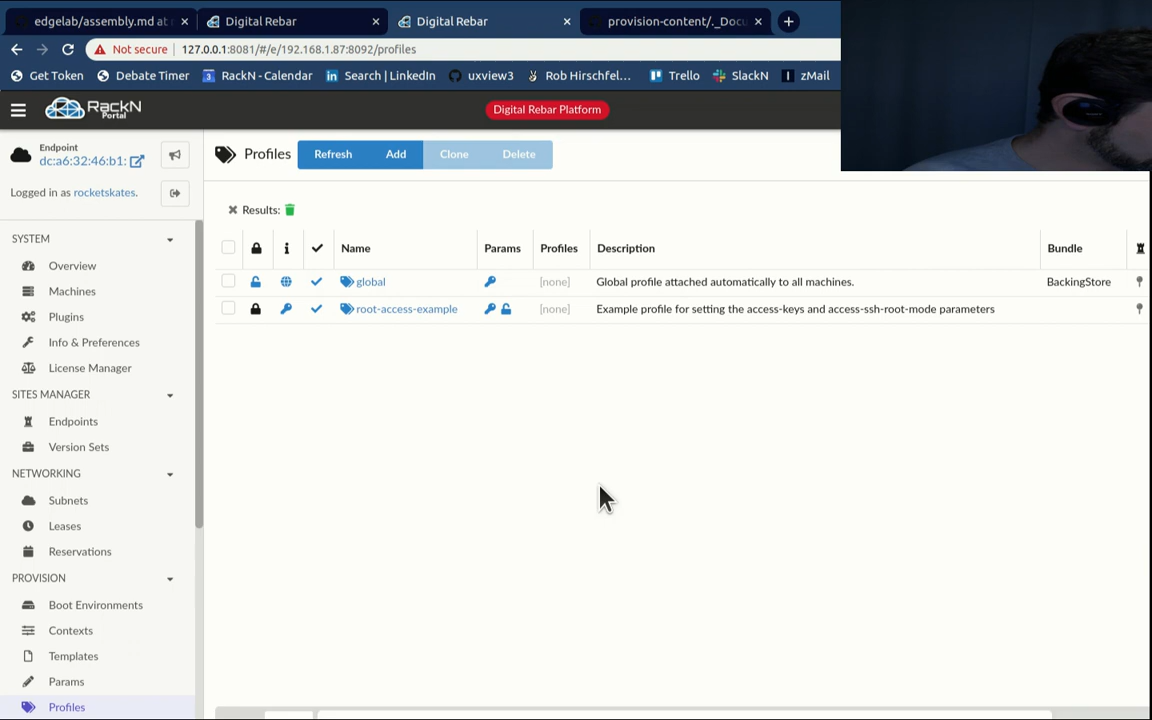 edgelab/assembly.md at r
Digital Rebar
Digital Rebar
provision-content/._Docu
Not secure
127.0.0.1:8081/#/e/192.168.1.87:8092/profiles
Get Token
Debate Timer
RackN - Calendar
Search | LinkedIn
uxview3
Rob Hirschfel...
Trello
SlackN
zMail
RackN
Portal
Digital Rebar Platform
Endpoint
dc:a6:32:46:b1:
Logged in as rocketskates.
Profiles
Refresh
Add
Clone
Delete
Results:
SYSTEM
Overview
Machines
Plugins
Info & Preferences
License Manager
SITES MANAGER
Endpoints
Version Sets
NETWORKING
Subnets
Leases
Reservations
PROVISION
Boot Environments
Contexts
Templates
Params
Profiles
Name Params Profiles Description Bundle
global [none] Global profile attached automatically to all machines. BackingStore
root-access-example [none] Example profile for setting the access-keys and access-ssh-root-mode parameters